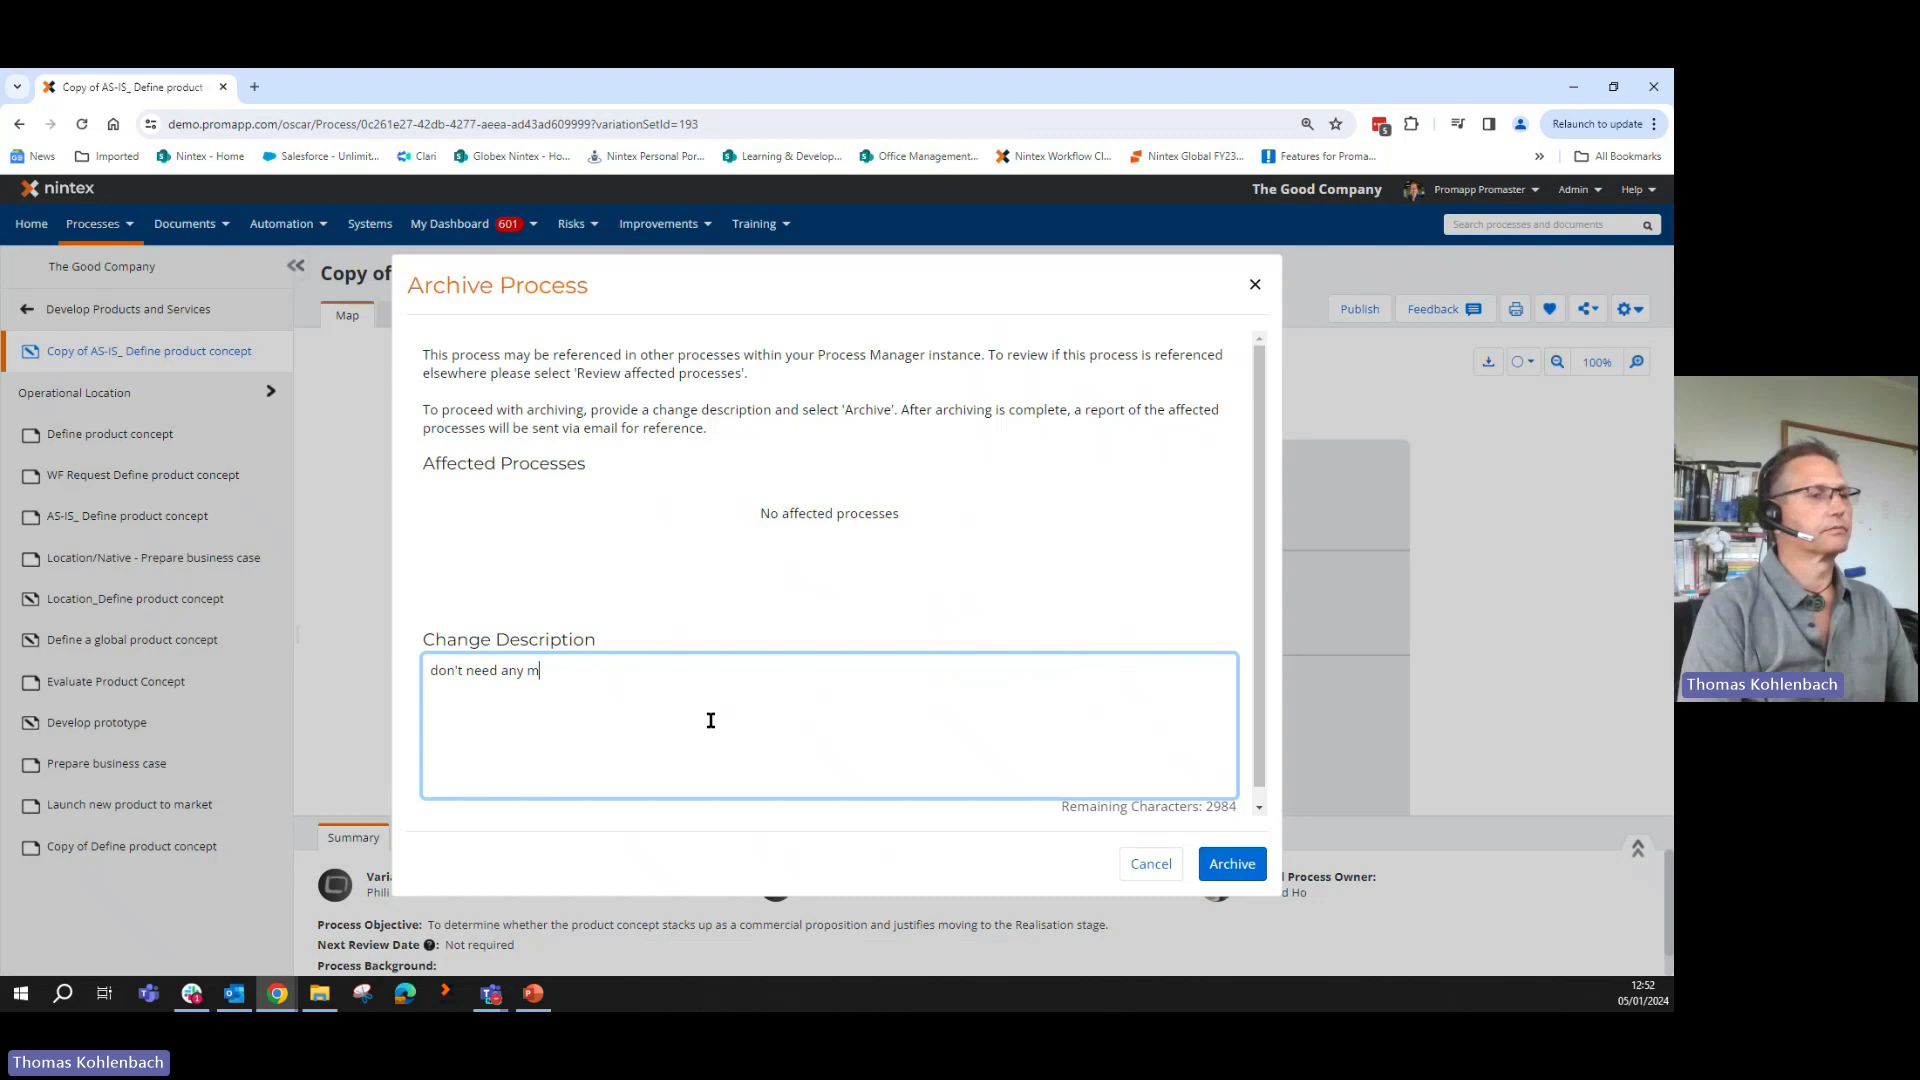 Copy of AS-IS_ Define product
demo.promapp.com/oscar/Process/0c261e27-42db-4277-aeea-ad43ad609999?variationSetId=193
5
Relaunch to update
News
Imported
Nintex - Home
Salesforce - Unlimit...
Clari
Globex Nintex - Ho...
Nintex Personal Por...
Learning & Develop...
Office Management...
Nintex Workflow Cl...
Nintex Global FY23...
Features for Proma...
All Bookmarks
nintex
The Good Company
Promapp Promaster
Admin
Help
Home
Processes
Documents
Automation
Systems
My Dashboard 601
Risks
Improvements
Training
Search processes and documents
The Good Company
Develop Products and Services
Copy of AS-IS_ Define product concept
Operational Location
Define product concept
WF Request Define product concept
AS-IS_ Define product concept
Location/Native - Prepare business case
Location_Define product concept
Define a global product concept
Evaluate Product Concept
Develop prototype
Prepare business case
Launch new product to market
Copy of Define product concept
Copy of
Map
Publish
Feedback
100%
Archive Process
This process may be referenced in other processes within your Process Manager instance. To review if this process is referenced
elsewhere please select 'Review affected processes'.
To proceed with archiving, provide a change description and select 'Archive'. After archiving is complete, a report of the affected
processes will be sent via email for reference.
Affected Processes
No affected processes
Change Description
don't need any m
Remaining Characters: 2984
Cancel
Archive
Summary
Vari
Phili
l Process Owner:
d Ho
Process Objective: To determine whether the product concept stacks up as a commercial proposition and justifies moving to the Realisation stage.
Next Review Date ?: Not required
Process Background:
12:52
05/01/2024
Thomas Kohlenbach
Thomas Kohlenbach